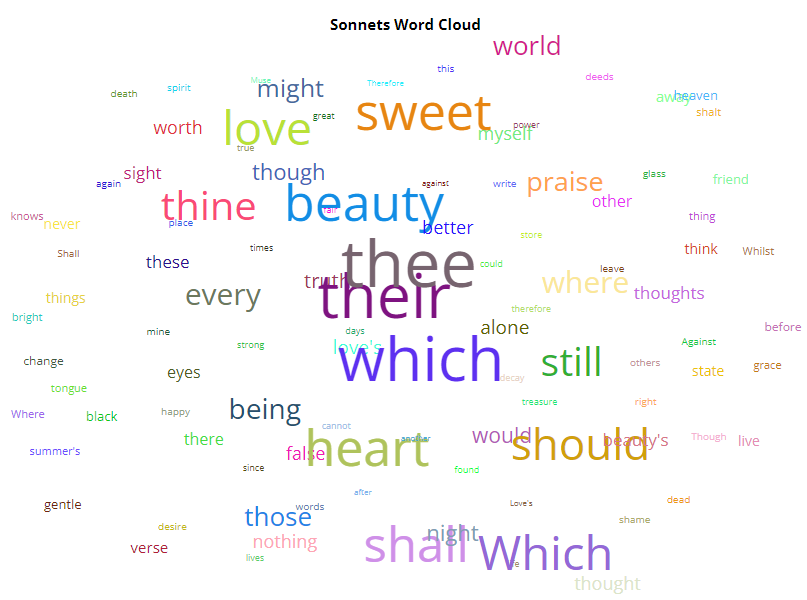 Sonnets Word Cloud
world
this
deeds
Muse
Therefore
spirit
might
death
away
heaven
sweet
shalt
great
love
worth
power
myself
true
sight
though
glass
again
against
write
praise
friend
other
thine
beauty
fair
knows
never
place
better
thing
store
Shall
times
think
Whilst
these
thee
could
truth
leave
every
their
where
thoughts
things
therefore
bright
mine
days
alone
before
strong
love's
Against
change
which
still
others
grace
eyes
decay
state
tongue
being
treasure
right
Where
black
happy
cannot
there
another
would
should
beauty's
Though
live
summer's
false
heart
since
found
after
gentle
words
Love's
dead
those
shame
desire
night
verse
nothing
shall
Which
lives
thought